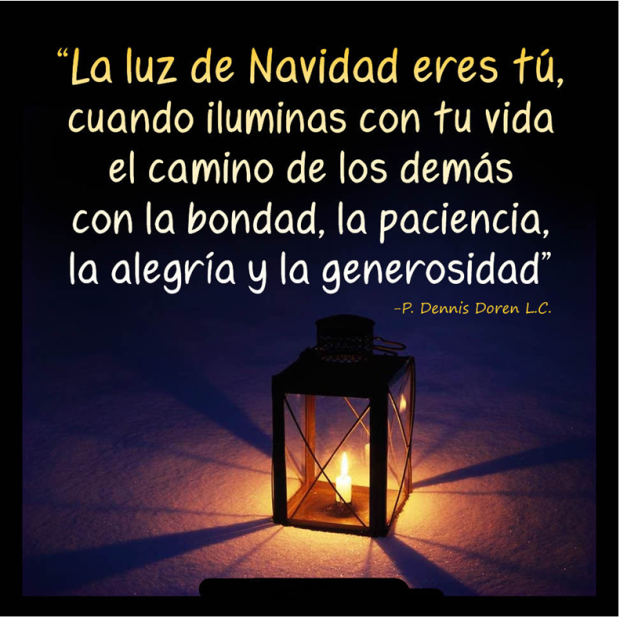 “La luz de Navidad eres tú,
cuando iluminas con tu vida
el camino de los demás
con la bondad, la paciencia,
la alegría y la generosidad”
-P. Dennis Doren L.C.